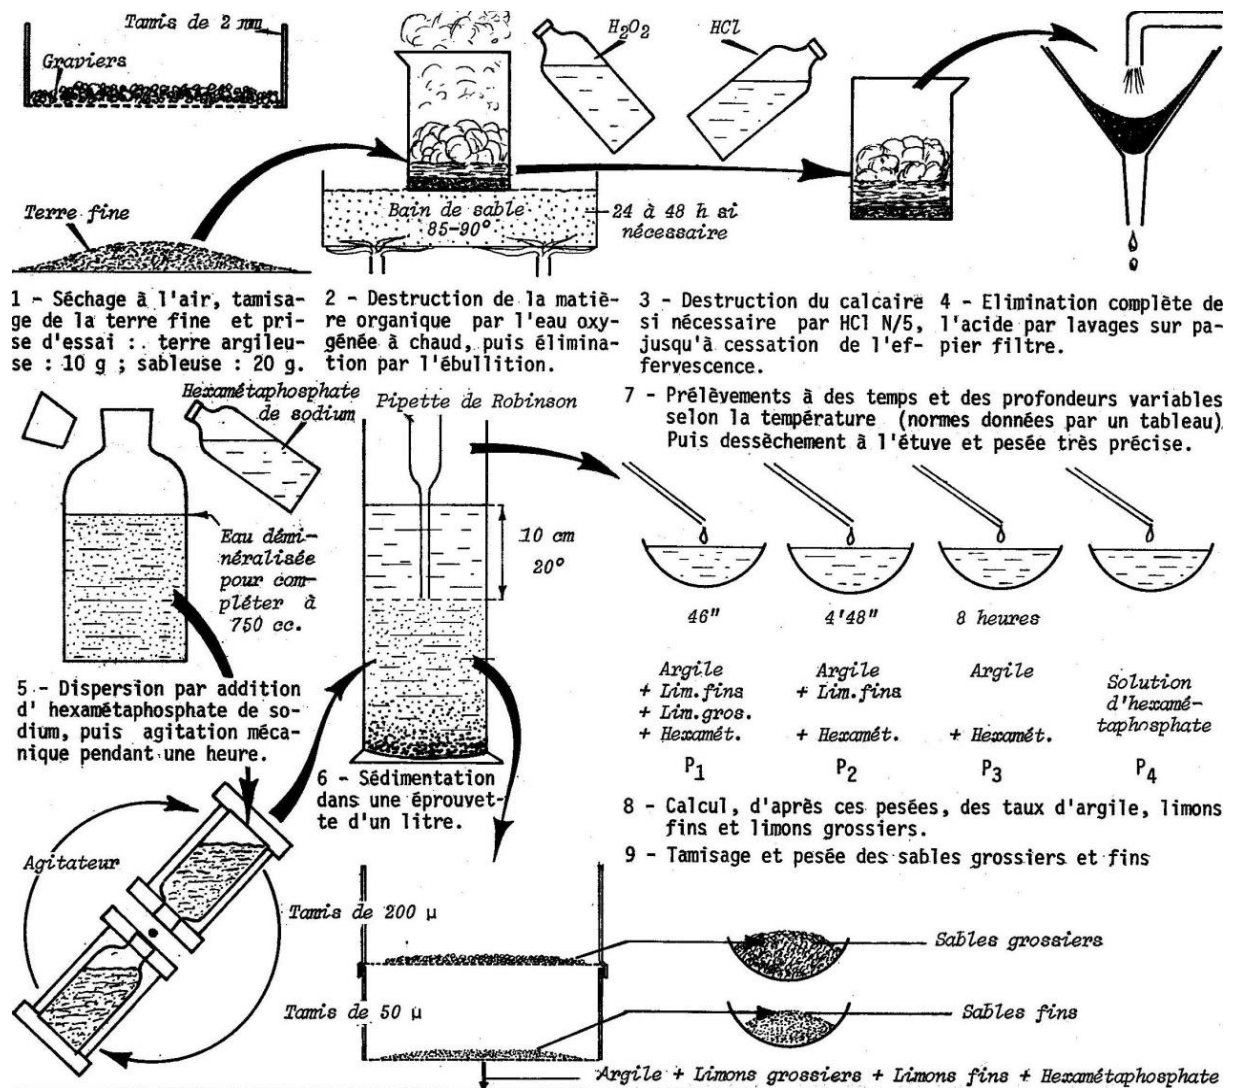 Tamis de 2 mm
Graviers
Terre fine
H₂O₂
HCl
Bain de sable
85-90°
24 à 48 h si
nécessaire
1 - Séchage à l'air, tamisa-
ge de la terre fine et pri-
se d'essai : terre argileu-
se : 10 g ; sableuse : 20 g.
2 - Destruction de la matiè-
re organique par l'eau oxy-
génée à chaud, puis élimina-
tion par l'ébullition.
3 - Destruction du calcaire
si nécessaire par HCl N/5,
jusqu'à cessation de l'ef-
fervescence.
4 - Elimination complète de
l'acide par lavages sur pa-
pier filtre.
Hexamétaphosphate
de sodium
Eau démi-
néralisée
pour com-
pléter à
750 cc.
5 - Dispersion par addition
d' hexamétaphosphate de so-
dium, puis agitation méca-
nique pendant une heure.
Agitateur
Pipette de Robinson
10 cm
20°
6 - Sédimentation
dans une éprouvet-
te d'un litre.
7 - Prélèvements à des temps et des profondeurs variables
selon la température (normes données par un tableau)
Puis dessèchement à l'étuve et pesée très précise.
46"
4'48"
8 heures
Argile
+ Lim.fins
+ Lim.gros.
+ Hexamét.
Argile
+ Lim.fins
+ Hexamét.
Argile
+ Hexamét.
Solution
d'hexamé-
taphosphate
P₁
P₂
P₃
P₄
8 - Calcul, d'après ces pesées, des taux d'argile, limons
fins et limons grossiers.
9 - Tamisage et pesée des sables grossiers et fins
Tamis de 200 µ
Sables grossiers
Tamis de 50 µ
Sables fins
Argile + Limons grossiers + Limons fins + Hexamétaphosphate